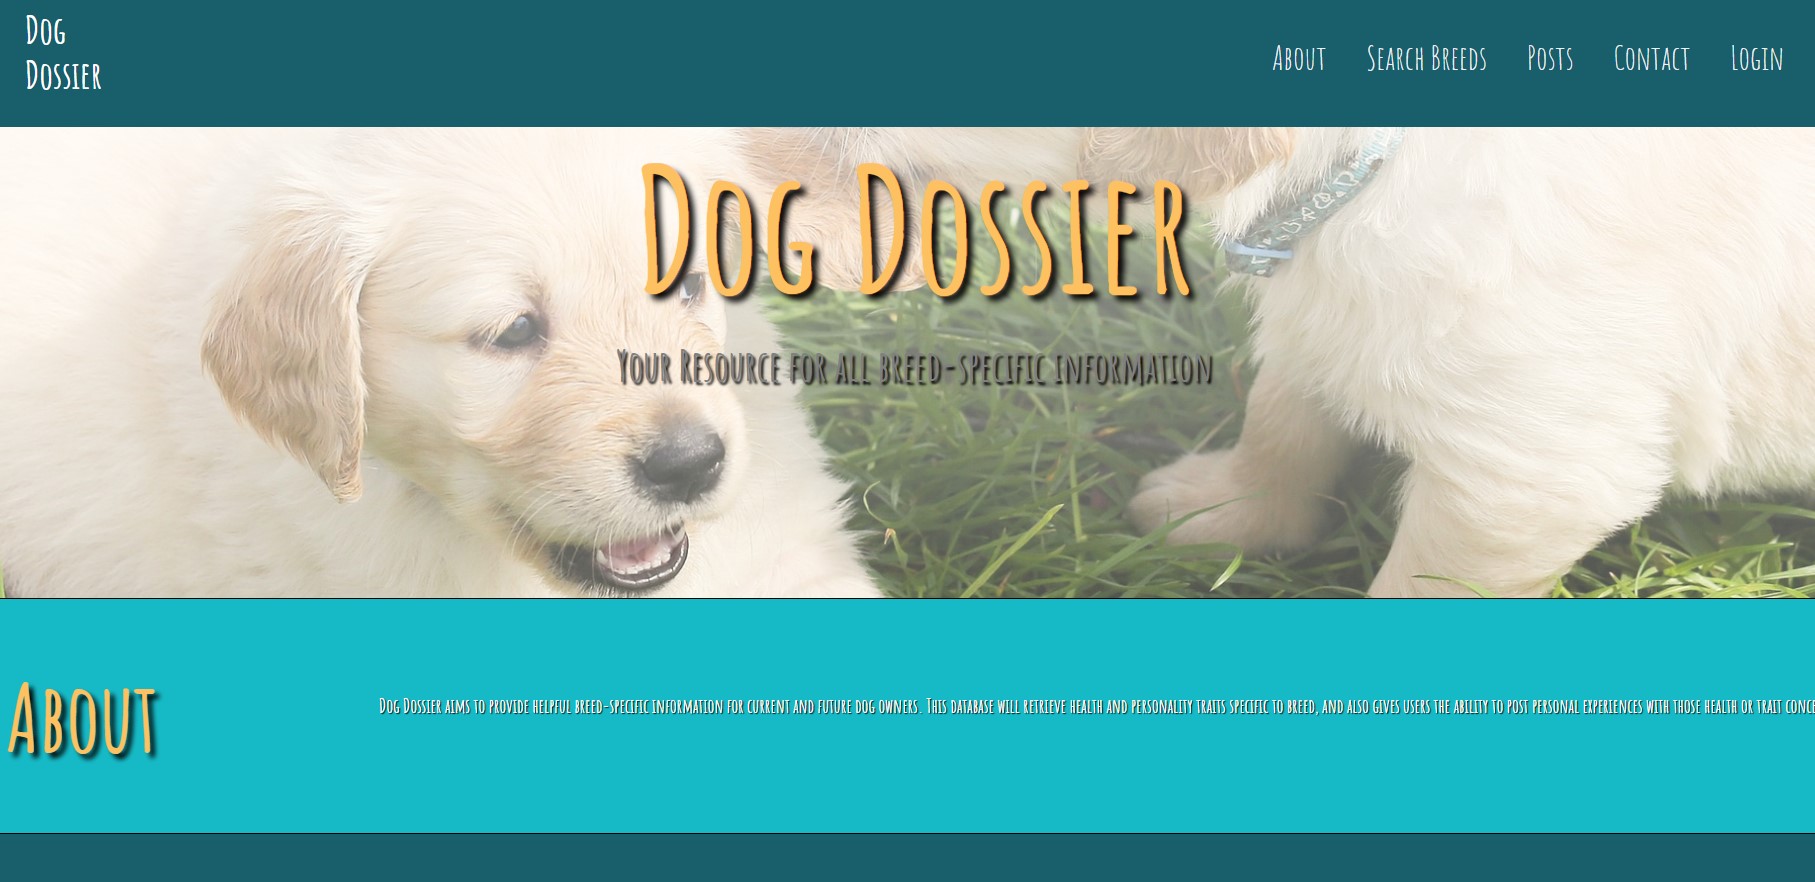 Dog
Dossier
About Search Breeds Posts Contact Login
Dog Dossier
Your Resource for all breed-specific information
About
Dog Dossier aims to provide helpful breed-specific information for current and future dog owners. This database will retrieve health and personality traits specific to breed, and also gives users the ability to post personal experiences with those health or trait